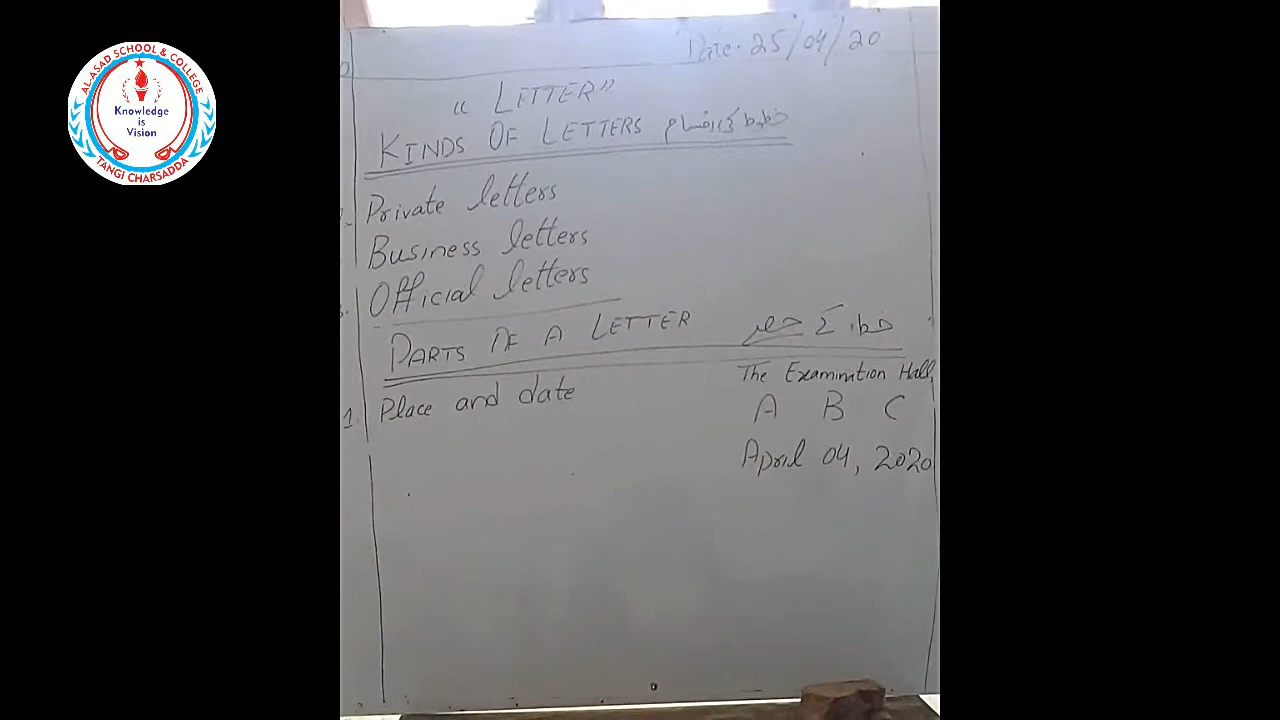 AL-ASAD SCHOOL & COLLEGE
Knowledge
is
Vision
TANGI CHARSADDA
Date. 25/04/20
“ LETTER ”
KINDS OF LETTERS خطوط کی اقسام
Private letters
Business letters
3. Official letters
PARTS OF A LETTER خط کے حصے
1. Place and date
The Examination Hall,
A B C
April 04, 2020